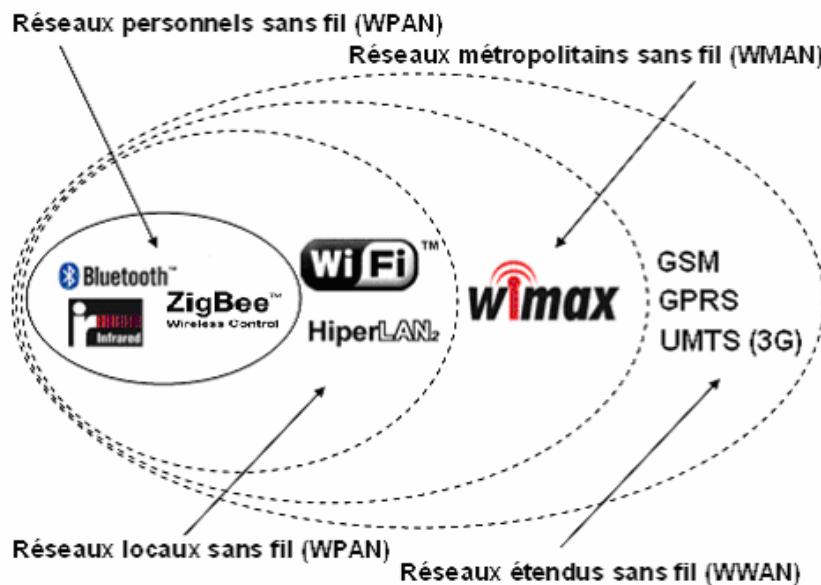 Réseaux personnels sans fil (WPAN)
Réseaux métropolitains sans fil (WMAN)
Bluetooth™
Infrared
ZigBee™
Wireless Control
WiFi™
HiperLAN2
wimax
GSM
GPRS
UMTS (3G)
Réseaux locaux sans fil (WPAN)
Réseaux étendus sans fil (WWAN)